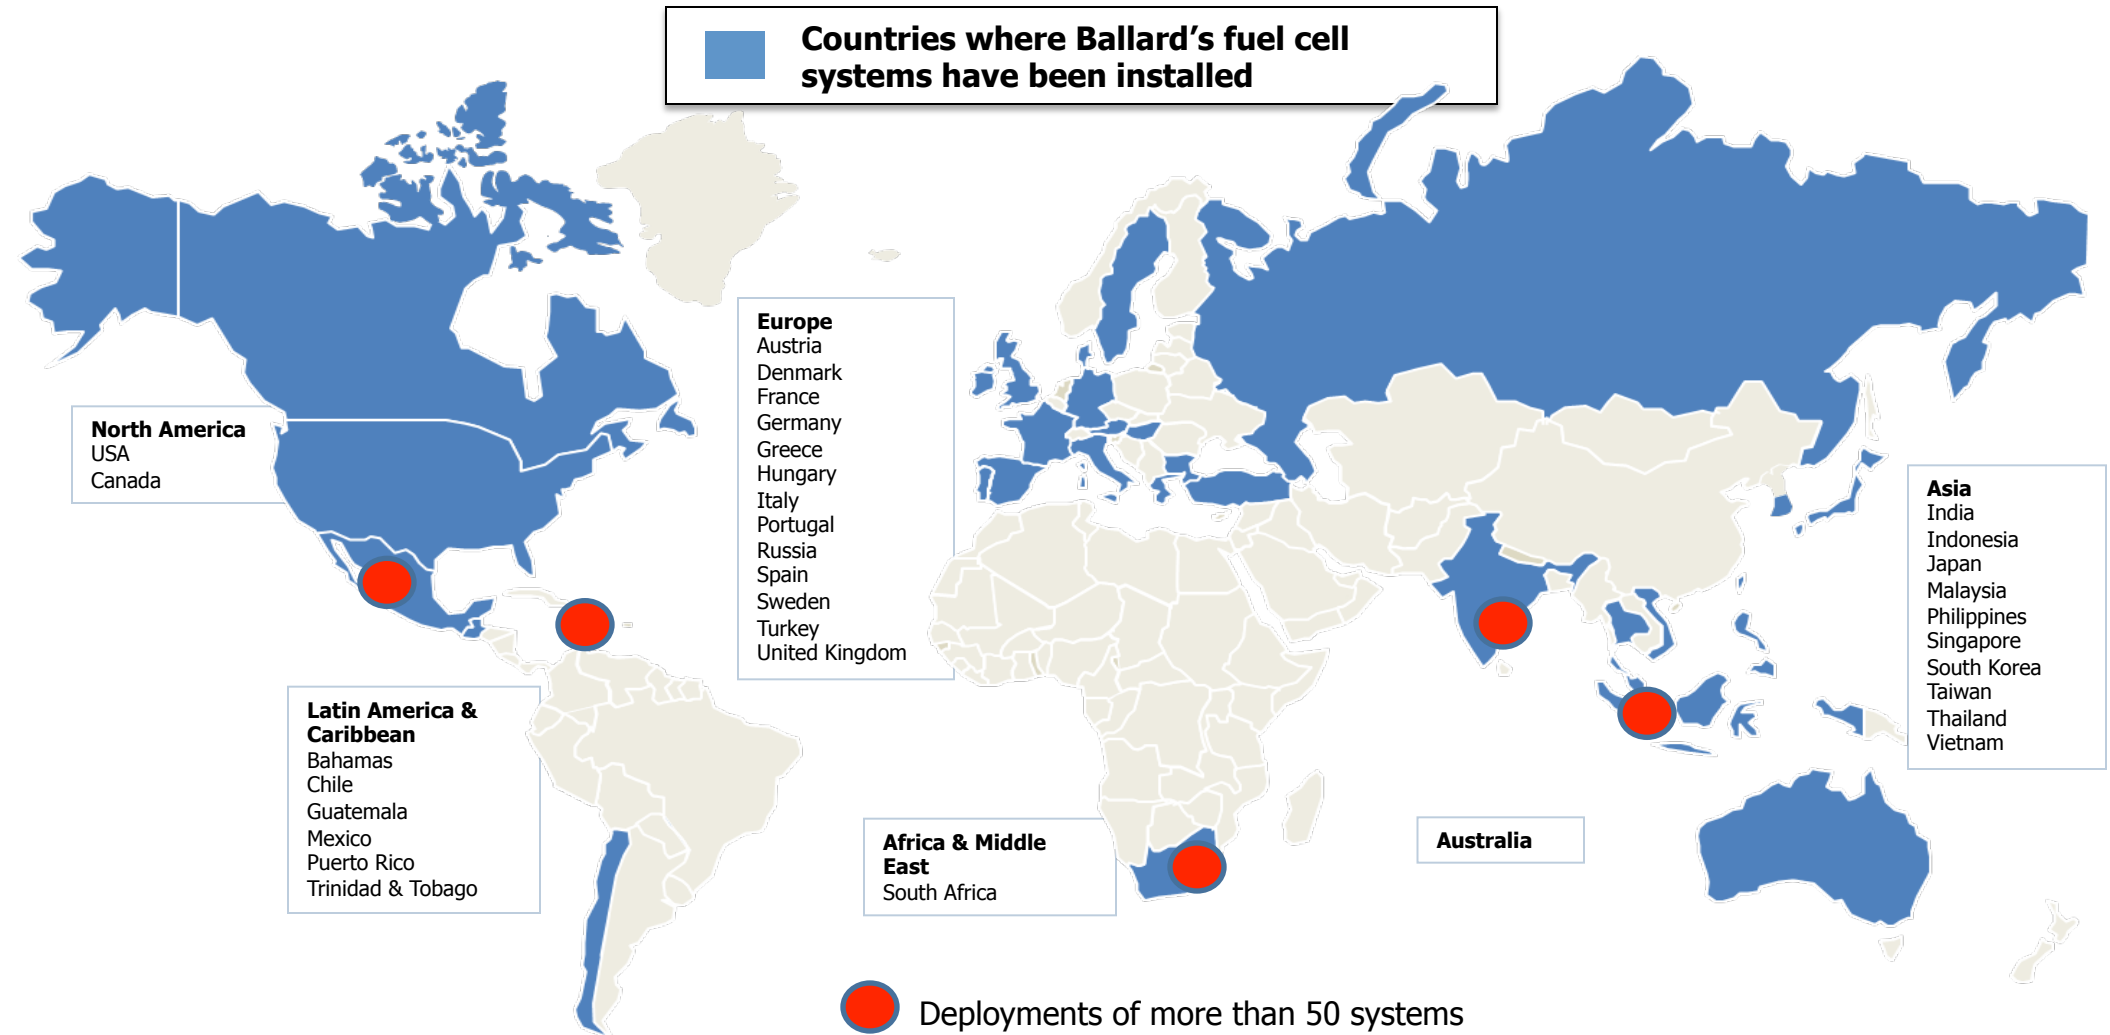 Countries where Ballard’s fuel cell
systems have been installed
North America
USA
Canada
Europe
Austria
Denmark
France
Germany
Greece
Hungary
Italy
Portugal
Russia
Spain
Sweden
Turkey
United Kingdom
Asia
India
Indonesia
Japan
Malaysia
Philippines
Singapore
South Korea
Taiwan
Thailand
Vietnam
Latin America &
Caribbean
Bahamas
Chile
Guatemala
Mexico
Puerto Rico
Trinidad & Tobago
Africa & Middle
East
South Africa
Australia
Deployments of more than 50 systems